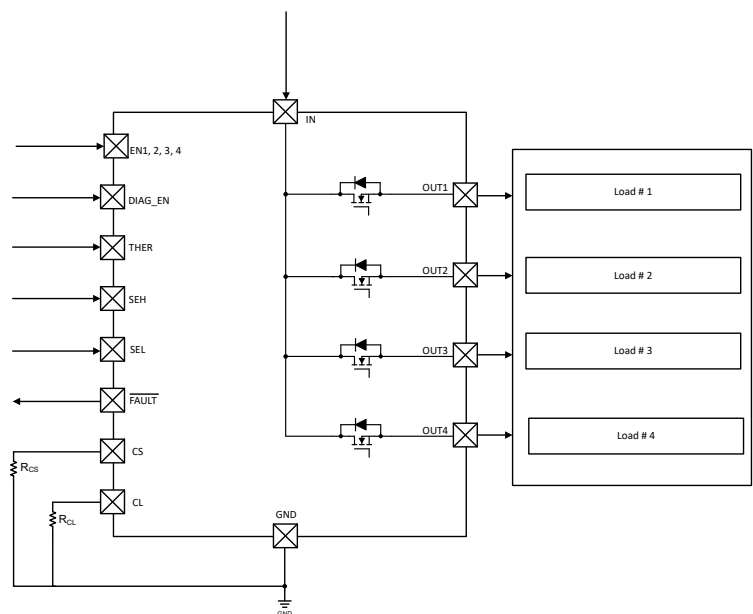 IN
EN1, 2, 3, 4
DIAG_EN
THER
SEH
SEL
FAULT
CS
CL
RCS
RCL
GND
GND
OUT1
OUT2
OUT3
OUT4
Load # 1
Load # 2
Load # 3
Load # 4